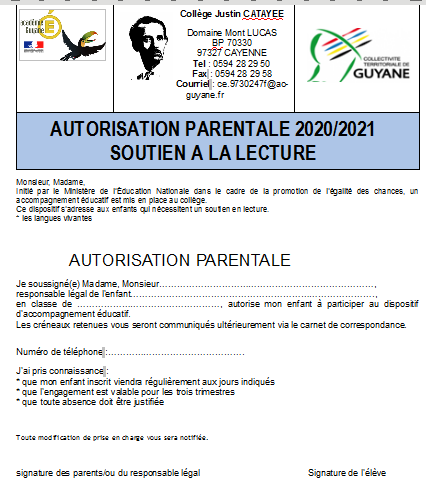 Académie
Guyane
Collège Justin CATAYEE
Domaine Mont LUCAS
BP 70330
97327 CAYENNE
Tel : 0594 28 29 50
Fax : 0594 28 29 58
Courriel : ce.9730247f@ac-
guyane.fr
COLLECTIVITÉ
TERRITORIALE DE
GUYANE
AUTORISATION PARENTALE 2020/2021
SOUTIEN A LA LECTURE
Monsieur, Madame,
Initié par le Ministère de l'Éducation Nationale dans le cadre de la promotion de l'égalité des chances, un
accompagnement éducatif est mis en place au collège.
Ce dispositif s'adresse aux enfants qui nécessitent un soutien en lecture.
* les langues vivantes
AUTORISATION PARENTALE
Je soussigné(e) Madame, Monsieur……………………………………………………………,
responsable légal de l'enfant……………………………………………………………………,
en classe de ………………………………………, autorise mon enfant à participer au dispositif
d'accompagnement éducatif.
Les créneaux retenues vous seront communiqués ultérieurement via le carnet de correspondance.
Numéro de téléphone :………………………………………
J'ai pris connaissance :
* que mon enfant inscrit viendra régulièrement aux jours indiqués
* que l'engagement est valable pour les trois trimestres
* que toute absence doit être justifiée
Toute modification de prise en charge vous sera notifiée.
signature des parents/ou du responsable légal Signature de l'élève